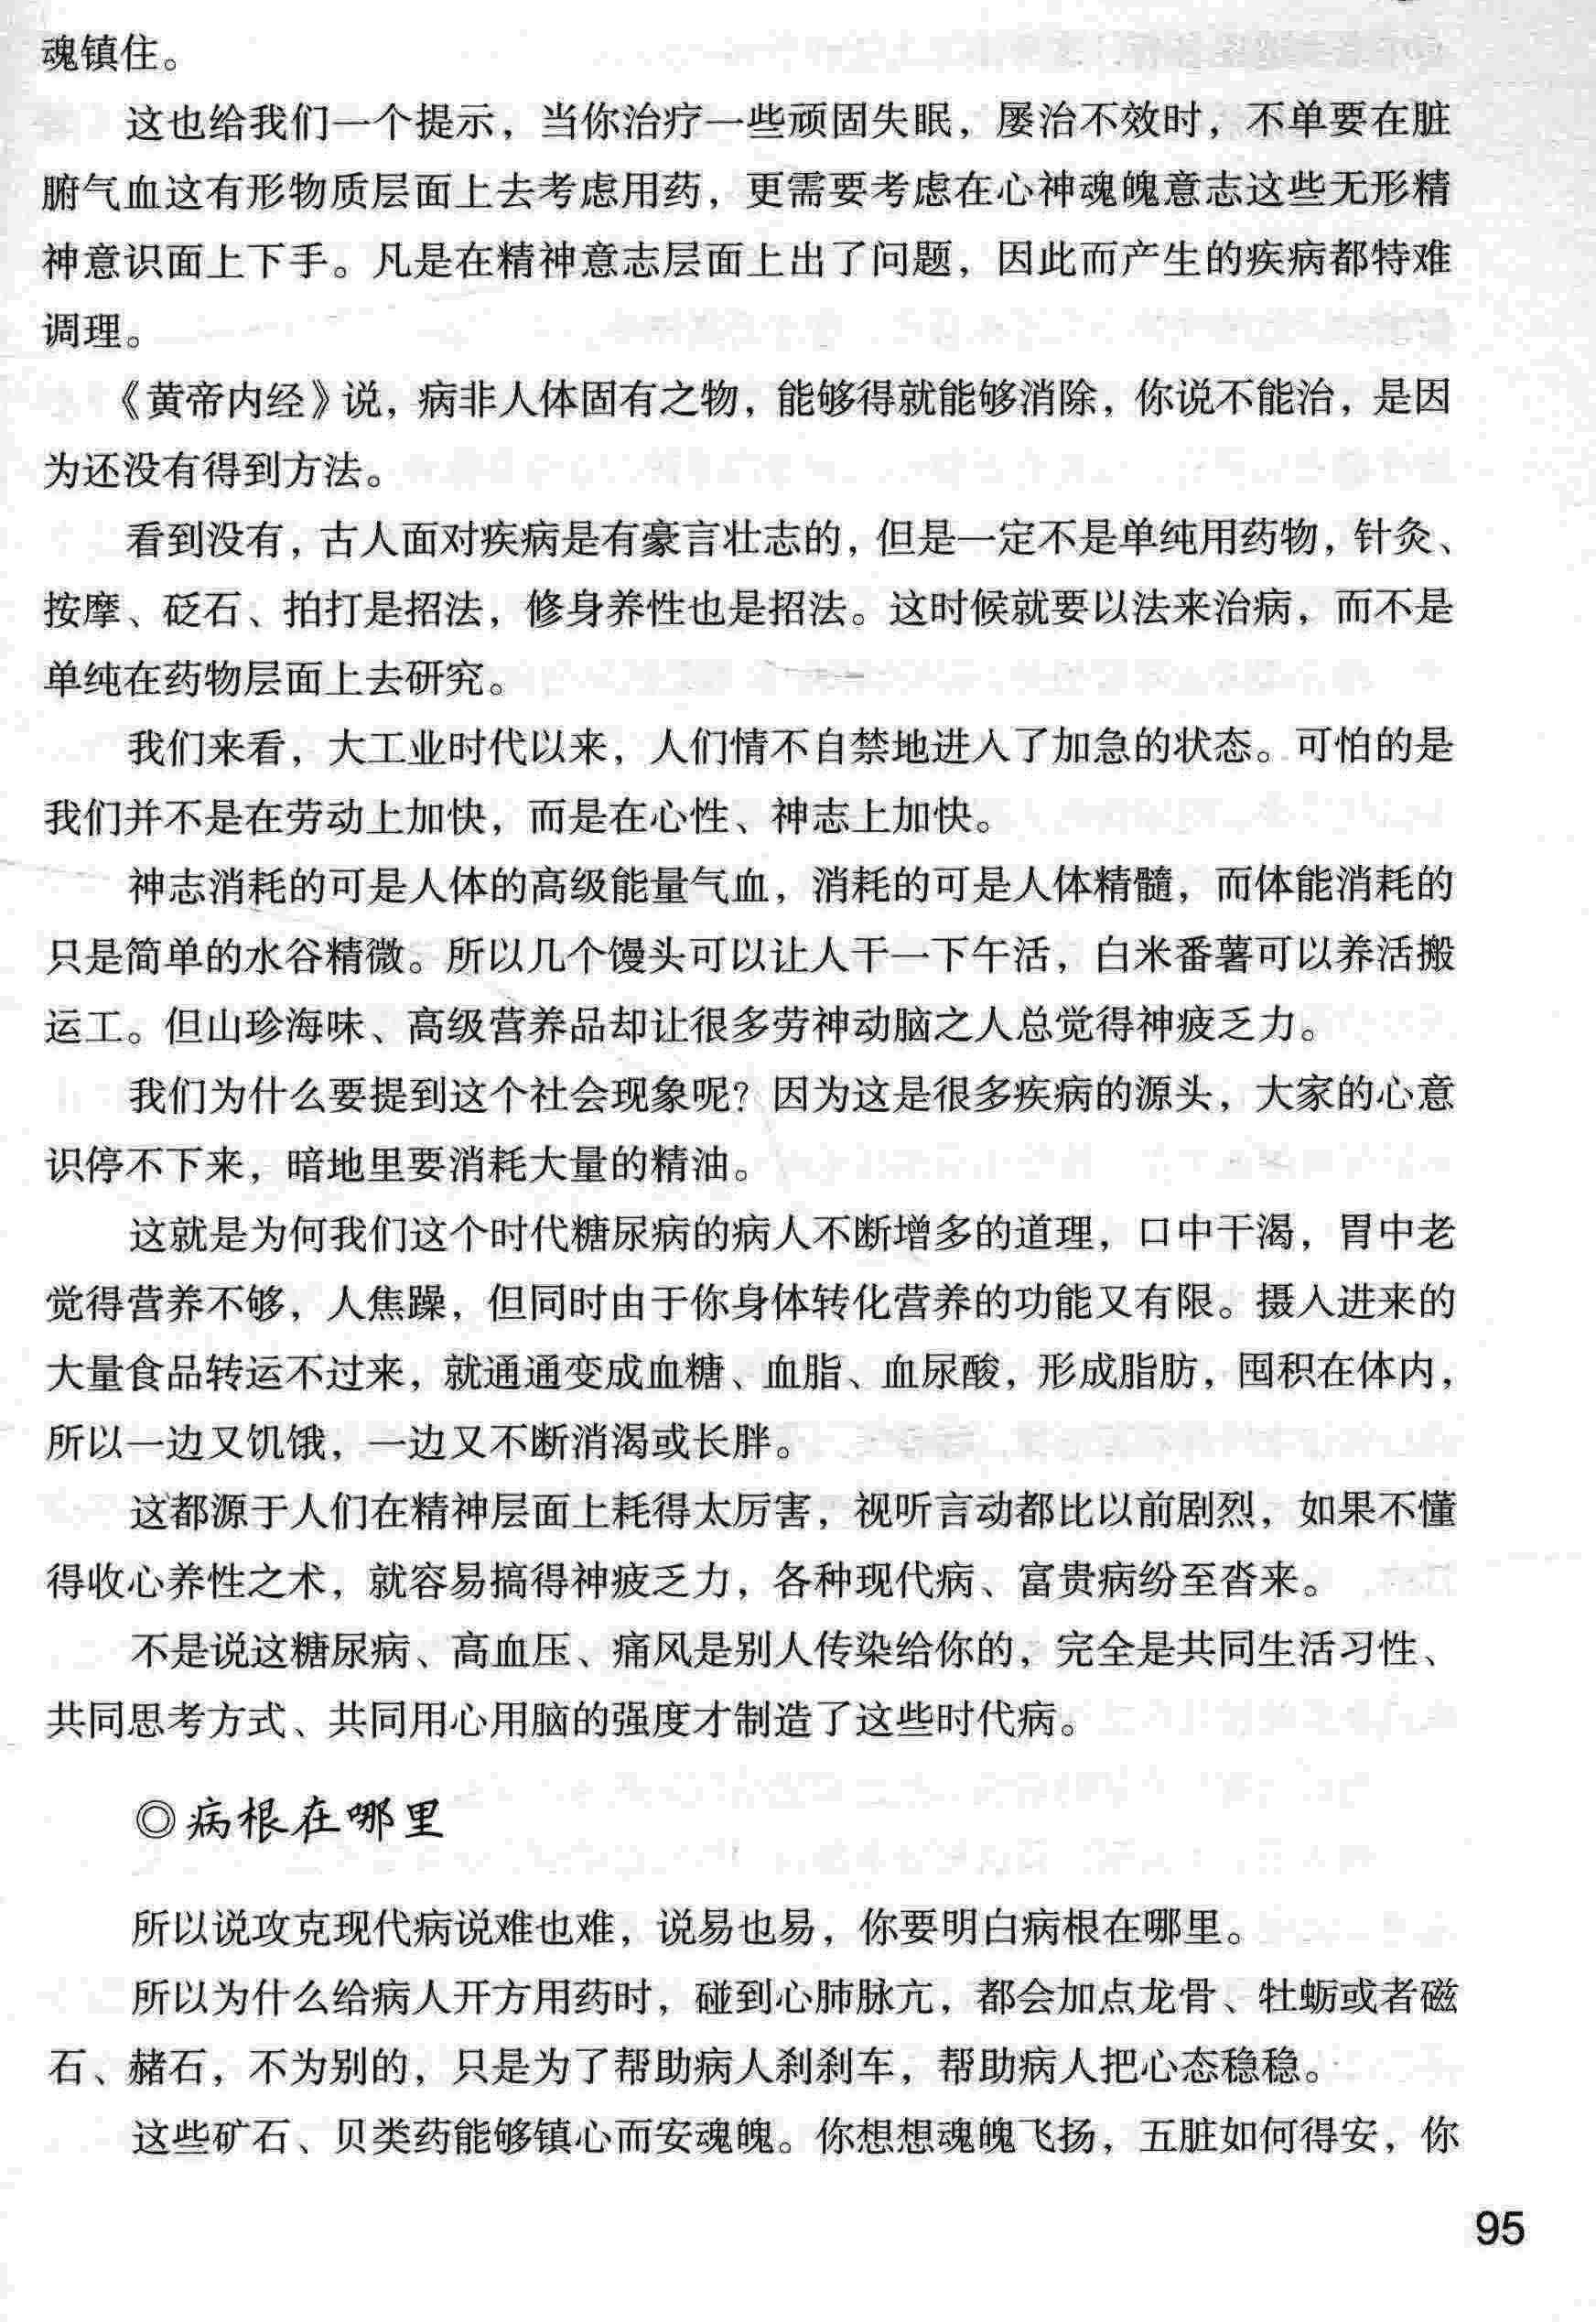 魂镇住。
这也给我们一个提示，当你治疗一些顽固失眠，屡治不效时，不单要在脏
腑气血这有形物质层面上去考虑用药，更需要考虑在心神魂魄意志这些无形精
神意识面上下手。凡是在精神意志层面上出了问题，因此而产生的疾病都特难
调理。
《黄帝内经》说，病非人体固有之物，能够得就能够消除，你说不能治，是因
为还没有得到方法。
看到没有，古人面对疾病是有豪言壮志的，但是一定不是单纯用药物，针灸、
按摩、砭石、拍打是招法，修身养性也是招法。这时候就要以法来治病，而不是
单纯在药物层面上去研究。
我们来看，大工业时代以来，人们情不自禁地进入了加急的状态。可怕的是
我们并不是在劳动上加快，而是在心性、神志上加快。
神志消耗的可是人体的高级能量气血，消耗的可是人体精髓，而体能消耗的
只是简单的水谷精微。所以几个馒头可以让人干一下午活，白米番薯可以养活搬
运工。但山珍海味、高级营养品却让很多劳神动脑之人总觉得神疲乏力。
我们为什么要提到这个社会现象呢？因为这是很多疾病的源头，大家的心意
识停不下来，暗地里要消耗大量的精油。
这就是为何我们这个时代糖尿病的病人不断增多的道理，口中干渴，胃中老
觉得营养不够，人焦躁，但同时由于你身体转化营养的功能又有限。摄入进来的
大量食品转运不过来，就通通变成血糖、血脂、血尿酸，形成脂肪，囤积在体内，
所以一边又饥饿，一边又不断消渴或长胖。
这都源于人们在精神层面上耗得太厉害，视听言动都比以前剧烈，如果不懂
得收心养性之术，就容易搞得神疲乏力，各种现代病、富贵病纷至沓来。
不是说这糖尿病、高血压、痛风是别人传染给你的，完全是共同生活习性、
共同思考方式、共同用心用脑的强度才制造了这些时代病。
◎病根在哪里
所以说攻克现代病说难也难，说易也易，你要明白病根在哪里。
所以为什么给病人开方用药时，碰到心肺脉亢，都会加点龙骨、牡蛎或者磁
石、赭石，不为别的，只是为了帮助病人刹刹车，帮助病人把心态稳稳。
这些矿石、贝类药能够镇心而安魂魄。你想想魂魄飞扬，五脏如何得安，你
95